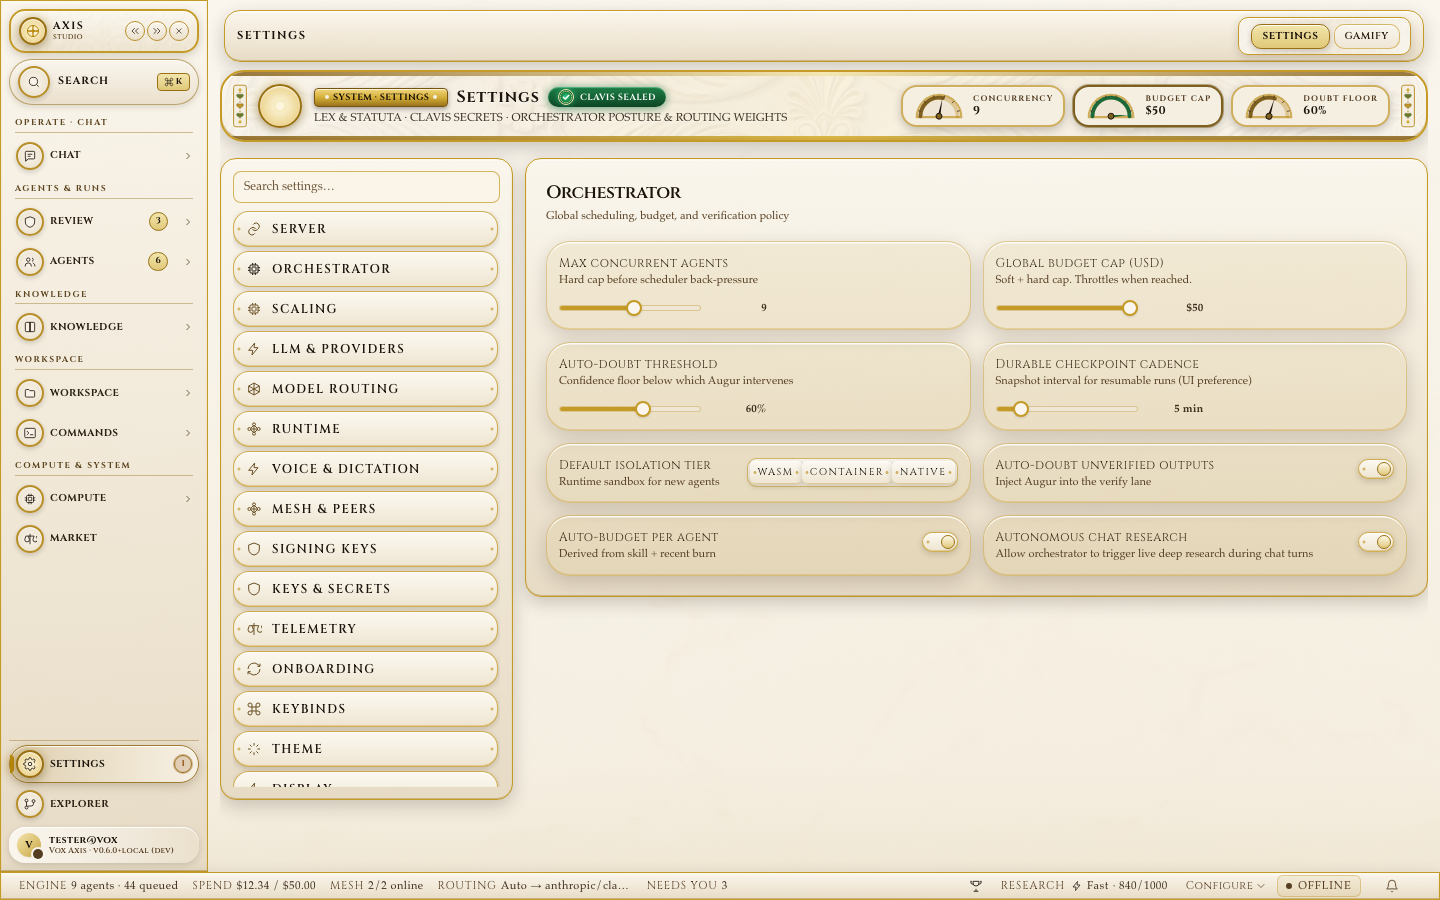 AXIS
STUDIO
SEARCH
⌘ K
OPERATE · CHAT
CHAT
AGENTS & RUNS
REVIEW 3
AGENTS 6
KNOWLEDGE
KNOWLEDGE
WORKSPACE
WORKSPACE
COMMANDS
COMPUTE & SYSTEM
COMPUTE
MARKET
SETTINGS 1
EXPLORER
V
TESTER@VOX
VOX AXIS · V0.6.0+LOCAL (DEV)
SETTINGS
SETTINGS GAMIFY
SYSTEM · SETTINGS SETTINGS CLAVIS SEALED
LEX & STATUTA · CLAVIS SECRETS · ORCHESTRATOR POSTURE & ROUTING WEIGHTS
CONCURRENCY
9
BUDGET CAP
$50
DOUBT FLOOR
60%
Search settings...
SERVER
ORCHESTRATOR
SCALING
LLM & PROVIDERS
MODEL ROUTING
RUNTIME
VOICE & DICTATION
MESH & PEERS
SIGNING KEYS
KEYS & SECRETS
TELEMETRY
ONBOARDING
KEYBINDS
THEME
DISPLAY
ORCHESTRATOR
Global scheduling, budget, and verification policy
MAX CONCURRENT AGENTS
Hard cap before scheduler back-pressure
9
GLOBAL BUDGET CAP (USD)
Soft + hard cap. Throttles when reached.
$50
AUTO-DOUBT THRESHOLD
Confidence floor below which Augur intervenes
60%
DURABLE CHECKPOINT CADENCE
Snapshot interval for resumable runs (UI preference)
5 min
DEFAULT ISOLATION TIER
Runtime sandbox for new agents
WASM CONTAINER NATIVE
AUTO-DOUBT UNVERIFIED OUTPUTS
Inject Augur into the verify lane
AUTO-BUDGET PER AGENT
Derived from skill + recent burn
AUTONOMOUS CHAT RESEARCH
Allow orchestrator to trigger live deep research during chat turns
ENGINE 9 agents · 44 queued SPEND $12.34 / $50.00 MESH 2/2 online ROUTING Auto → anthropic/cla... NEEDS YOU 3 RESEARCH Fast · 840/1000 CONFIGURE OFFLINE